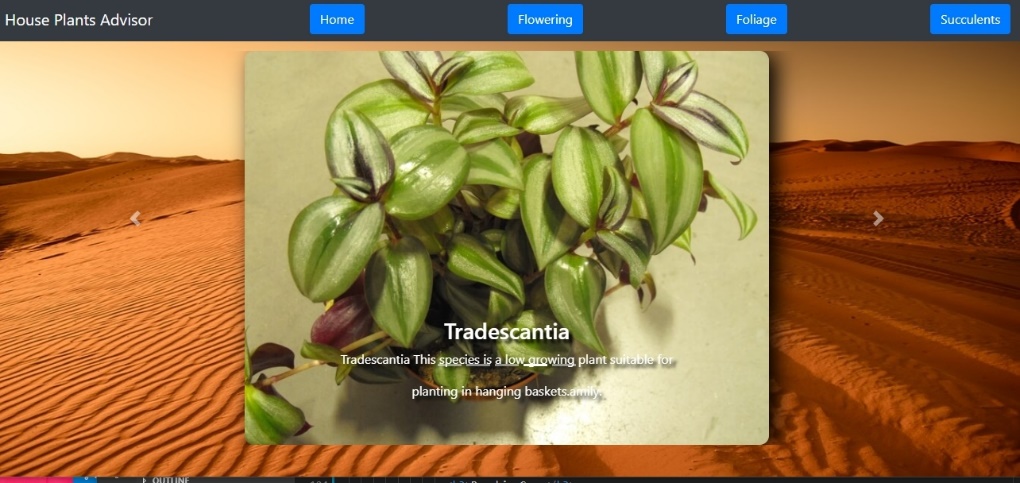 House Plants Advisor
Home
Flowering
Foliage
Succulents
Tradescantia
Tradescantia This species is a low growing plant suitable for
planting in hanging baskets.amily.
OUTLINE